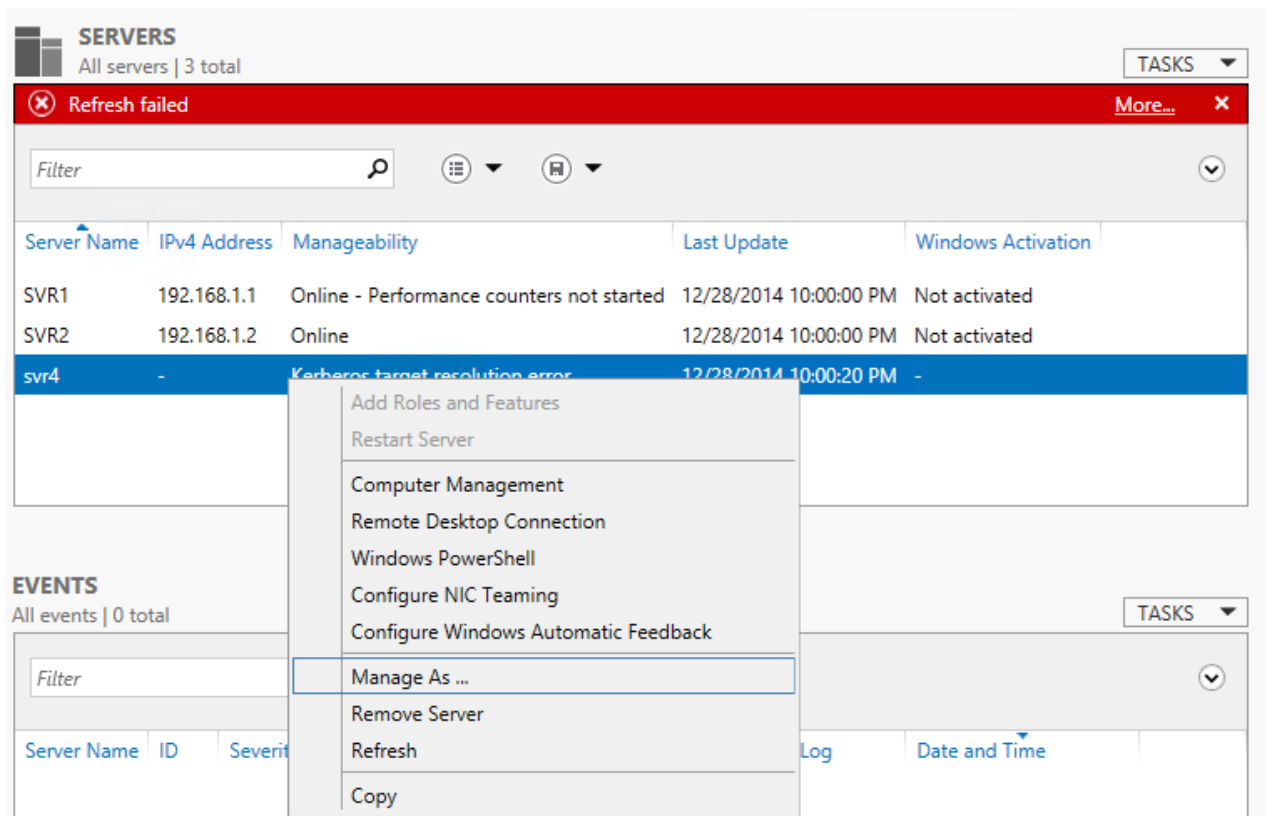 SERVERS
All servers | 3 total
TASKS
Refresh failed More...
Filter
Server Name IPv4 Address Manageability Last Update Windows Activation
SVR1 192.168.1.1 Online - Performance counters not started 12/28/2014 10:00:00 PM Not activated
SVR2 192.168.1.2 Online 12/28/2014 10:00:00 PM Not activated
svr4 - Kerberos target resolution error 12/28/2014 10:00:20 PM -
Add Roles and Features
Restart Server
Computer Management
Remote Desktop Connection
Windows PowerShell
Configure NIC Teaming
Configure Windows Automatic Feedback
Manage As ...
Remove Server
Refresh
Copy
EVENTS
All events | 0 total
TASKS
Filter
Server Name ID Severit Log Date and Time